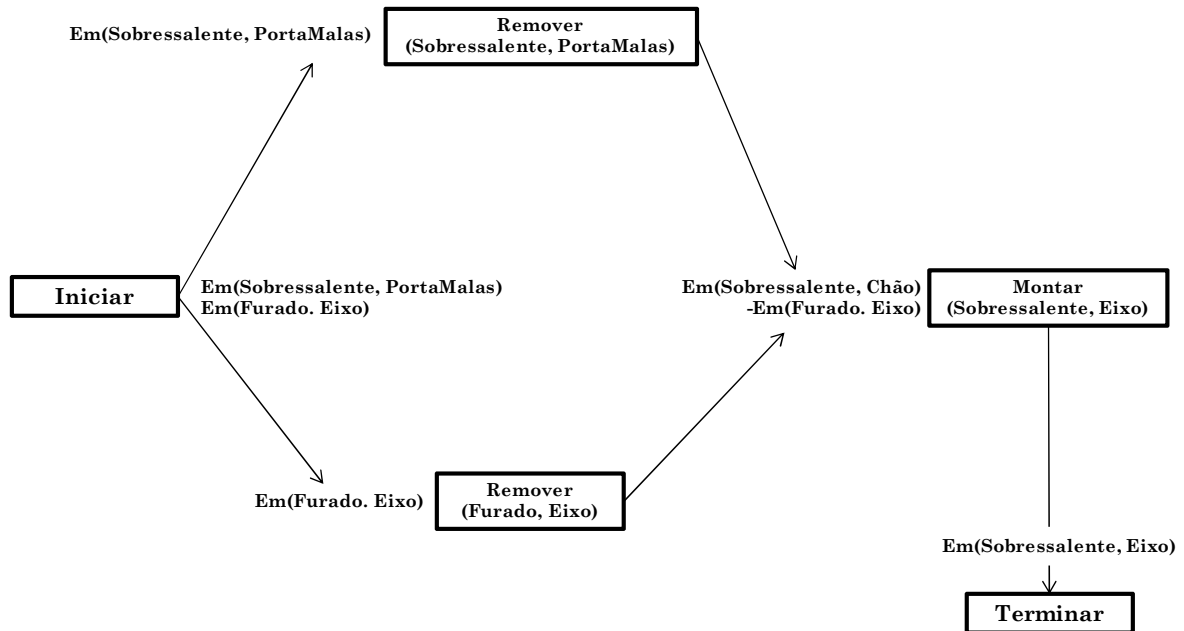 Em(Sobressalente, PortaMalas)
Remover
(Sobressalente, PortaMalas)
Iniciar
Em(Sobressalente, PortaMalas)
Em(Furado. Eixo)
Em(Sobressalente, Chão)
-Em(Furado. Eixo)
Montar
(Sobressalente, Eixo)
Em(Furado. Eixo)
Remover
(Furado, Eixo)
Em(Sobressalente, Eixo)
Terminar